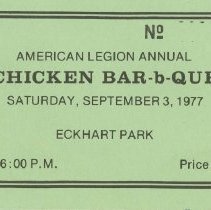 Nº
AMERICAN LEGION ANNUAL
CHICKEN BAR-b-QUE
SATURDAY, SEPTEMBER 3, 1977
ECKHART PARK
6:00 P.M. Price